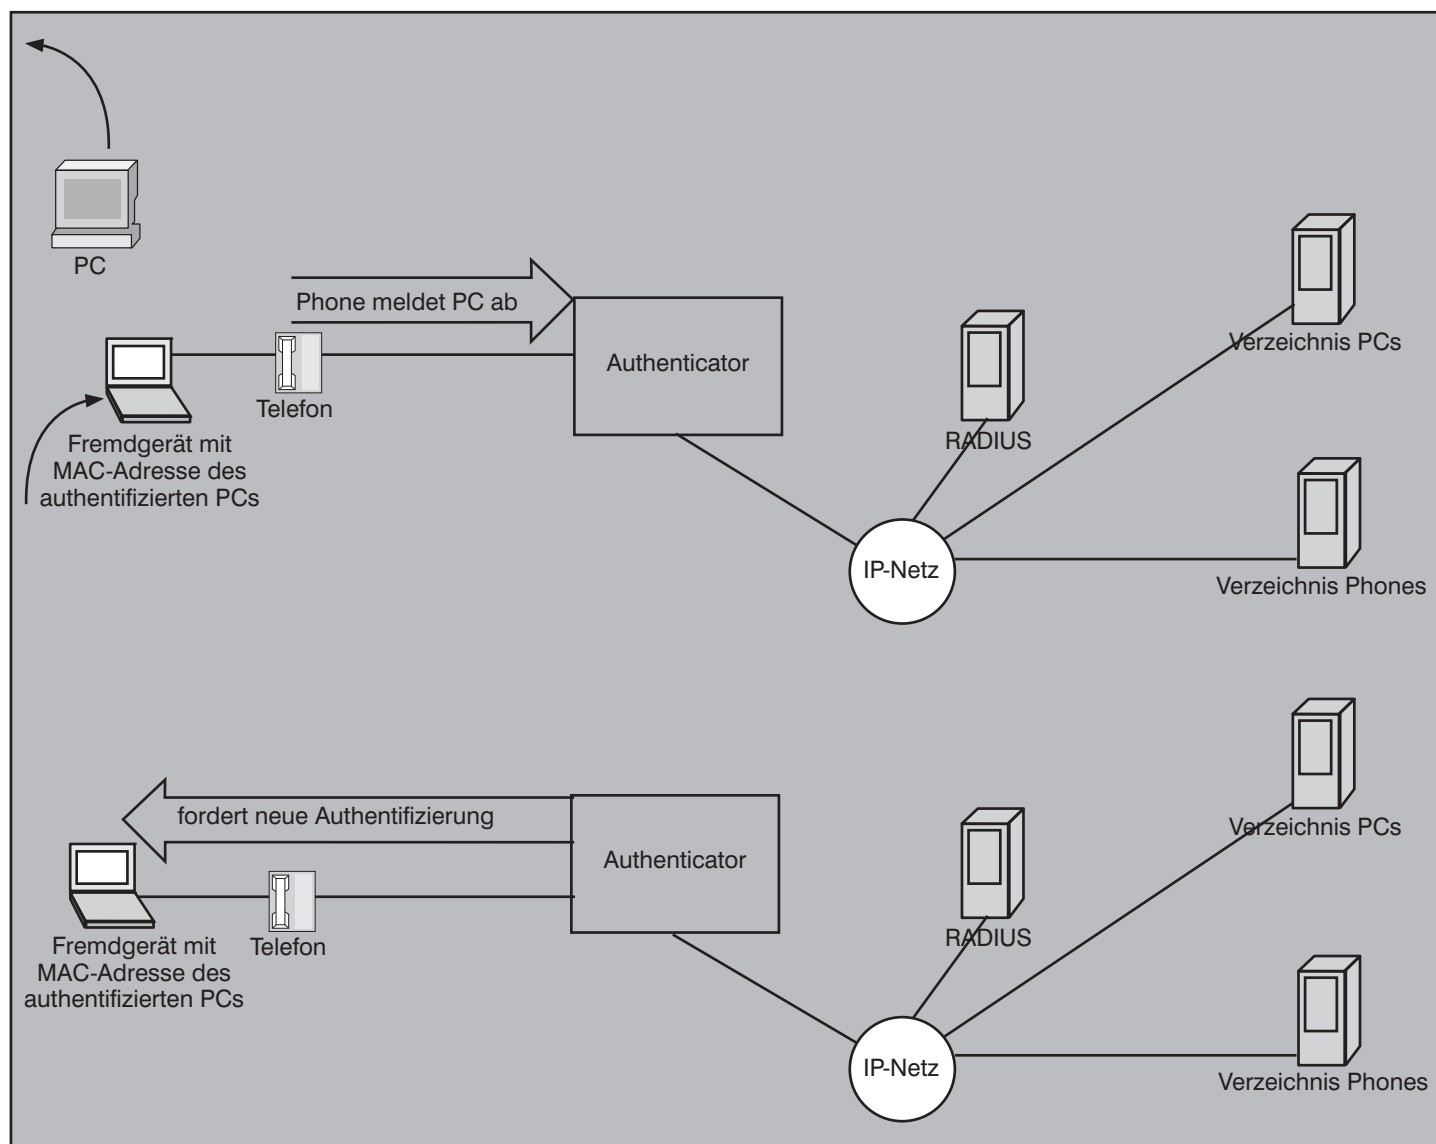 PC
Phone meldet PC ab
Authenticator
Telefon
Fremdgerät mit
MAC-Adresse des
authentifizierten PCs
RADIUS
Verzeichnis PCs
IP-Netz
Verzeichnis Phones
fordert neue Authentifizierung
Authenticator
Telefon
Fremdgerät mit
MAC-Adresse des
authentifizierten PCs
RADIUS
Verzeichnis PCs
IP-Netz
Verzeichnis Phones